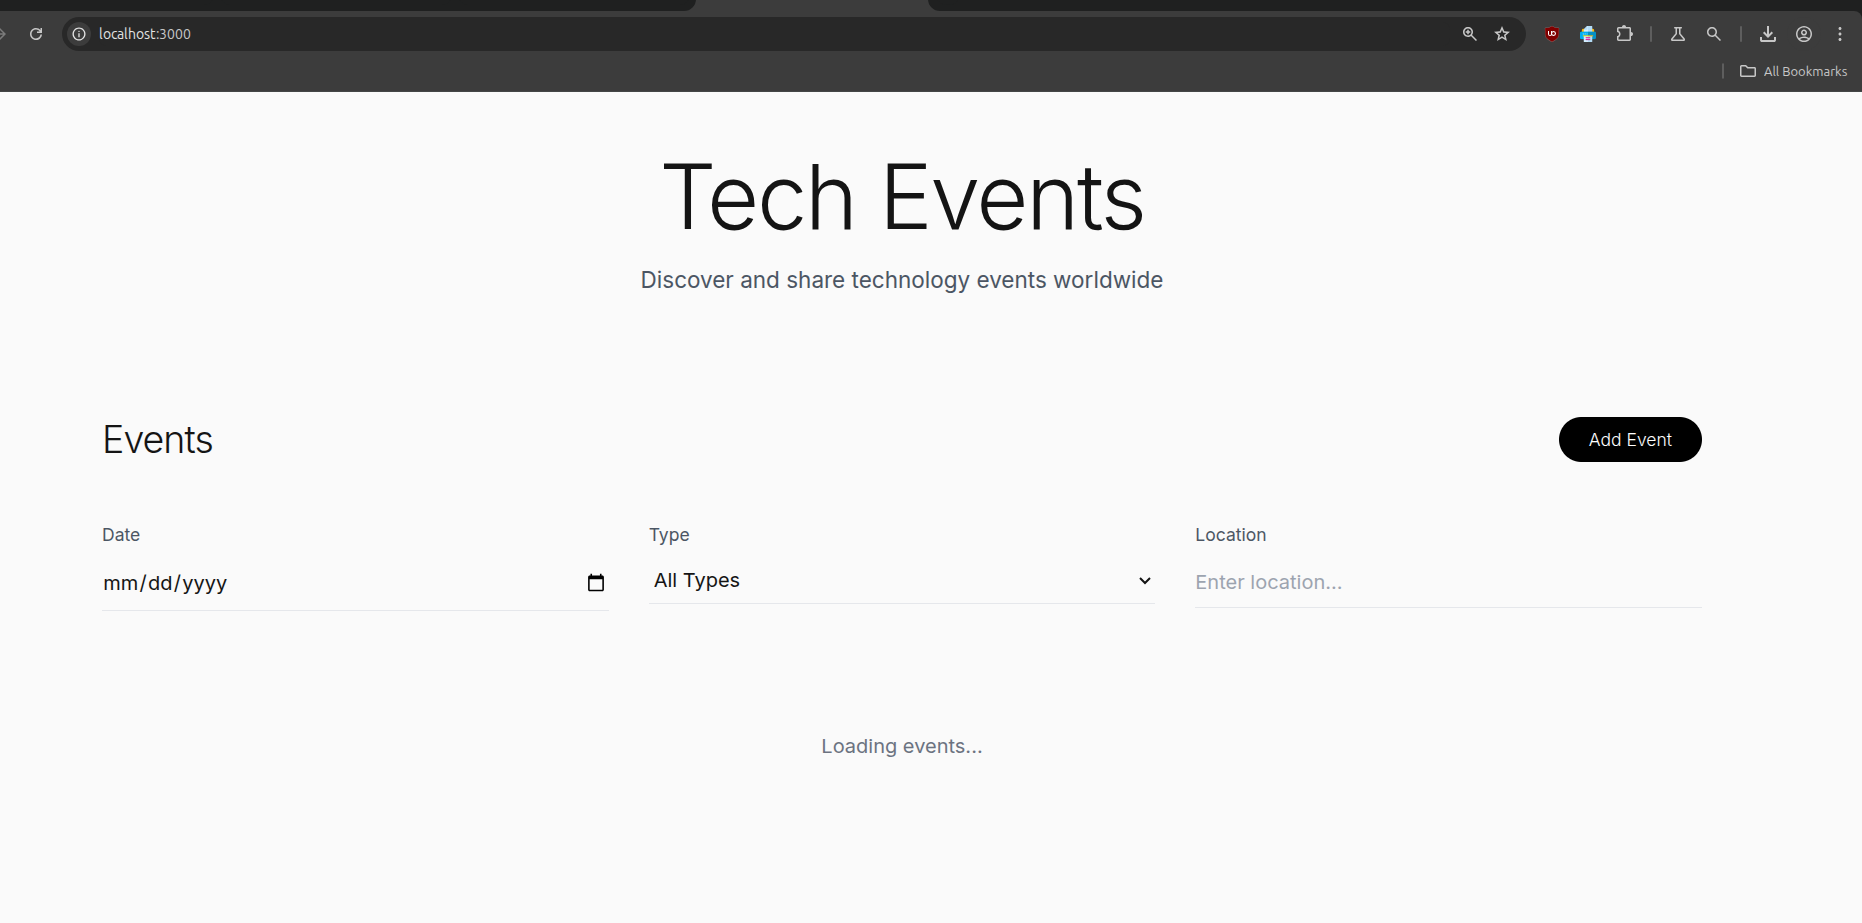 localhost:3000
All Bookmarks
Tech Events
Discover and share technology events worldwide
Events
Add Event
Date
Type
Location
mm/dd/yyyy
All Types
Enter location...
Loading events...